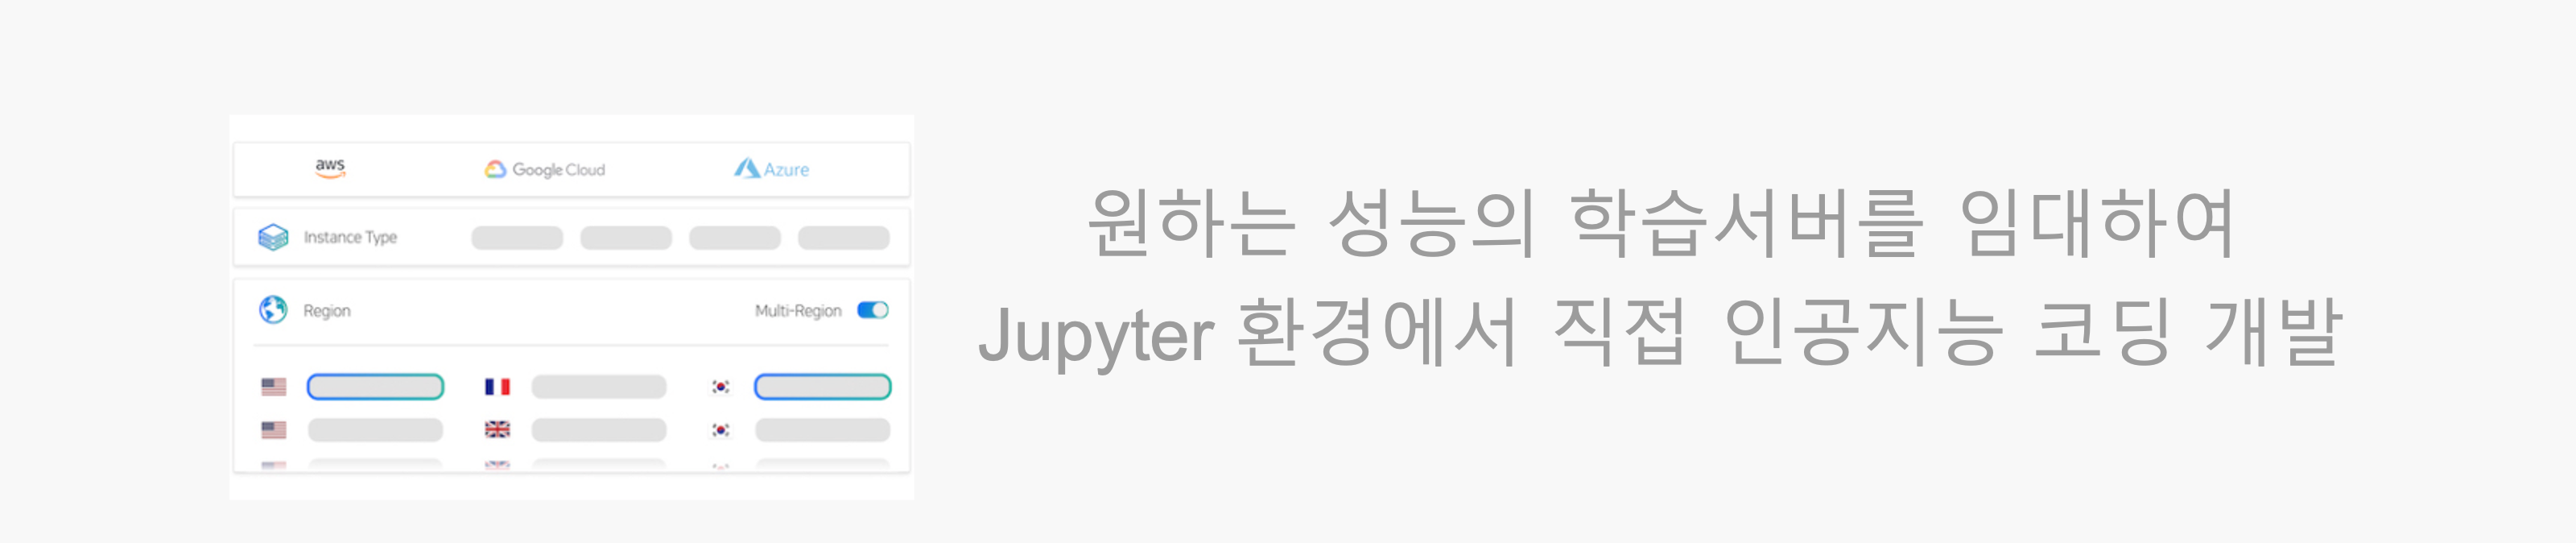 aws
Google Cloud
Azure
Instance Type
Region
Multi-Region
원하는 성능의 학습서버를 임대하여
Jupyter 환경에서 직접 인공지능 코딩 개발